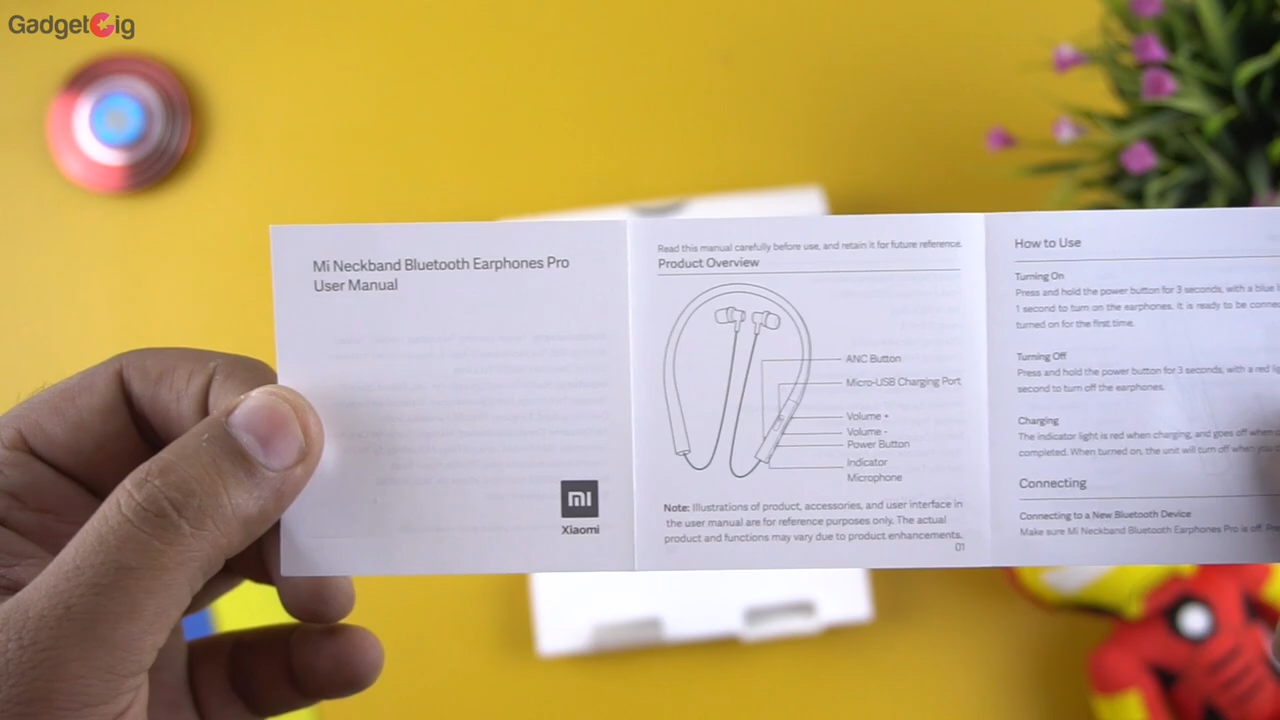 GadgetGig
Mi Neckband Bluetooth Earphones Pro
User Manual
mi
Xiaomi
Read this manual carefully before use, and retain it for future reference.
Product Overview
ANC Button
Micro-USB Charging Port
Volume +
Volume -
Power Button
Indicator
Microphone
Note: Illustrations of product, accessories, and user interface in
the user manual are for reference purposes only. The actual
product and functions may vary due to product enhancements.
01
How to Use
Turning On
Press and hold the power button for 3 seconds, with a blue
1 second to turn on the earphones. It is ready to be
turned on for the first time.
Turning Off
Press and hold the power button for 3 seconds, with a red
second to turn off the earphones.
Charging
The indicator light is red when charging, and goes off
completed. When turned on, the unit will turn off when
Connecting
Connecting to a New Bluetooth Device
Make sure Mi Neckband Bluetooth Earphones Pro is off.